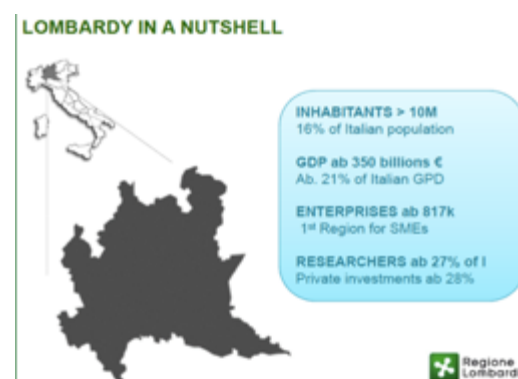 LOMBARDY IN A NUTSHELL
INHABITANTS > 10M
16% of Italian population
GDP ab 350 billions €
Ab. 21% of Italian GPD
ENTERPRISES ab 817k
1st Region for SMEs
RESEARCHERS ab 27% of I
Private investments ab 28%
Regione
Lombardi